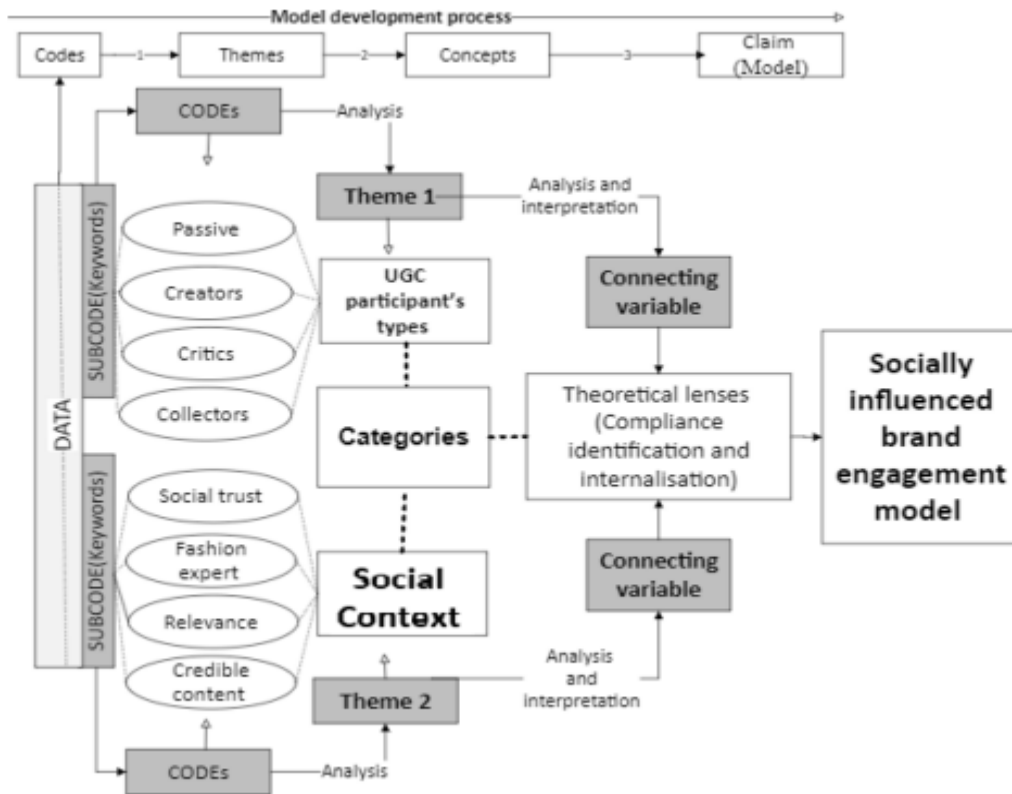 Model development process
Codes
1
Themes
2
Concepts
3
Claim
(Model)
CODEs
Analysis
Theme 1
Analysis and
interpretation
DATA
SUBCODE(Keywords)
Passive
Creators
Critics
Collectors
UGC
participant's
types
Connecting
variable
Categories
Theoretical lenses
(Compliance
identification and
internalisation)
Socially
influenced
brand
engagement
model
SUBCODE(Keywords)
Social trust
Fashion
expert
Relevance
Credible
content
Social
Context
Connecting
variable
Theme 2
Analysis
and
interpretation
CODEs
Analysis